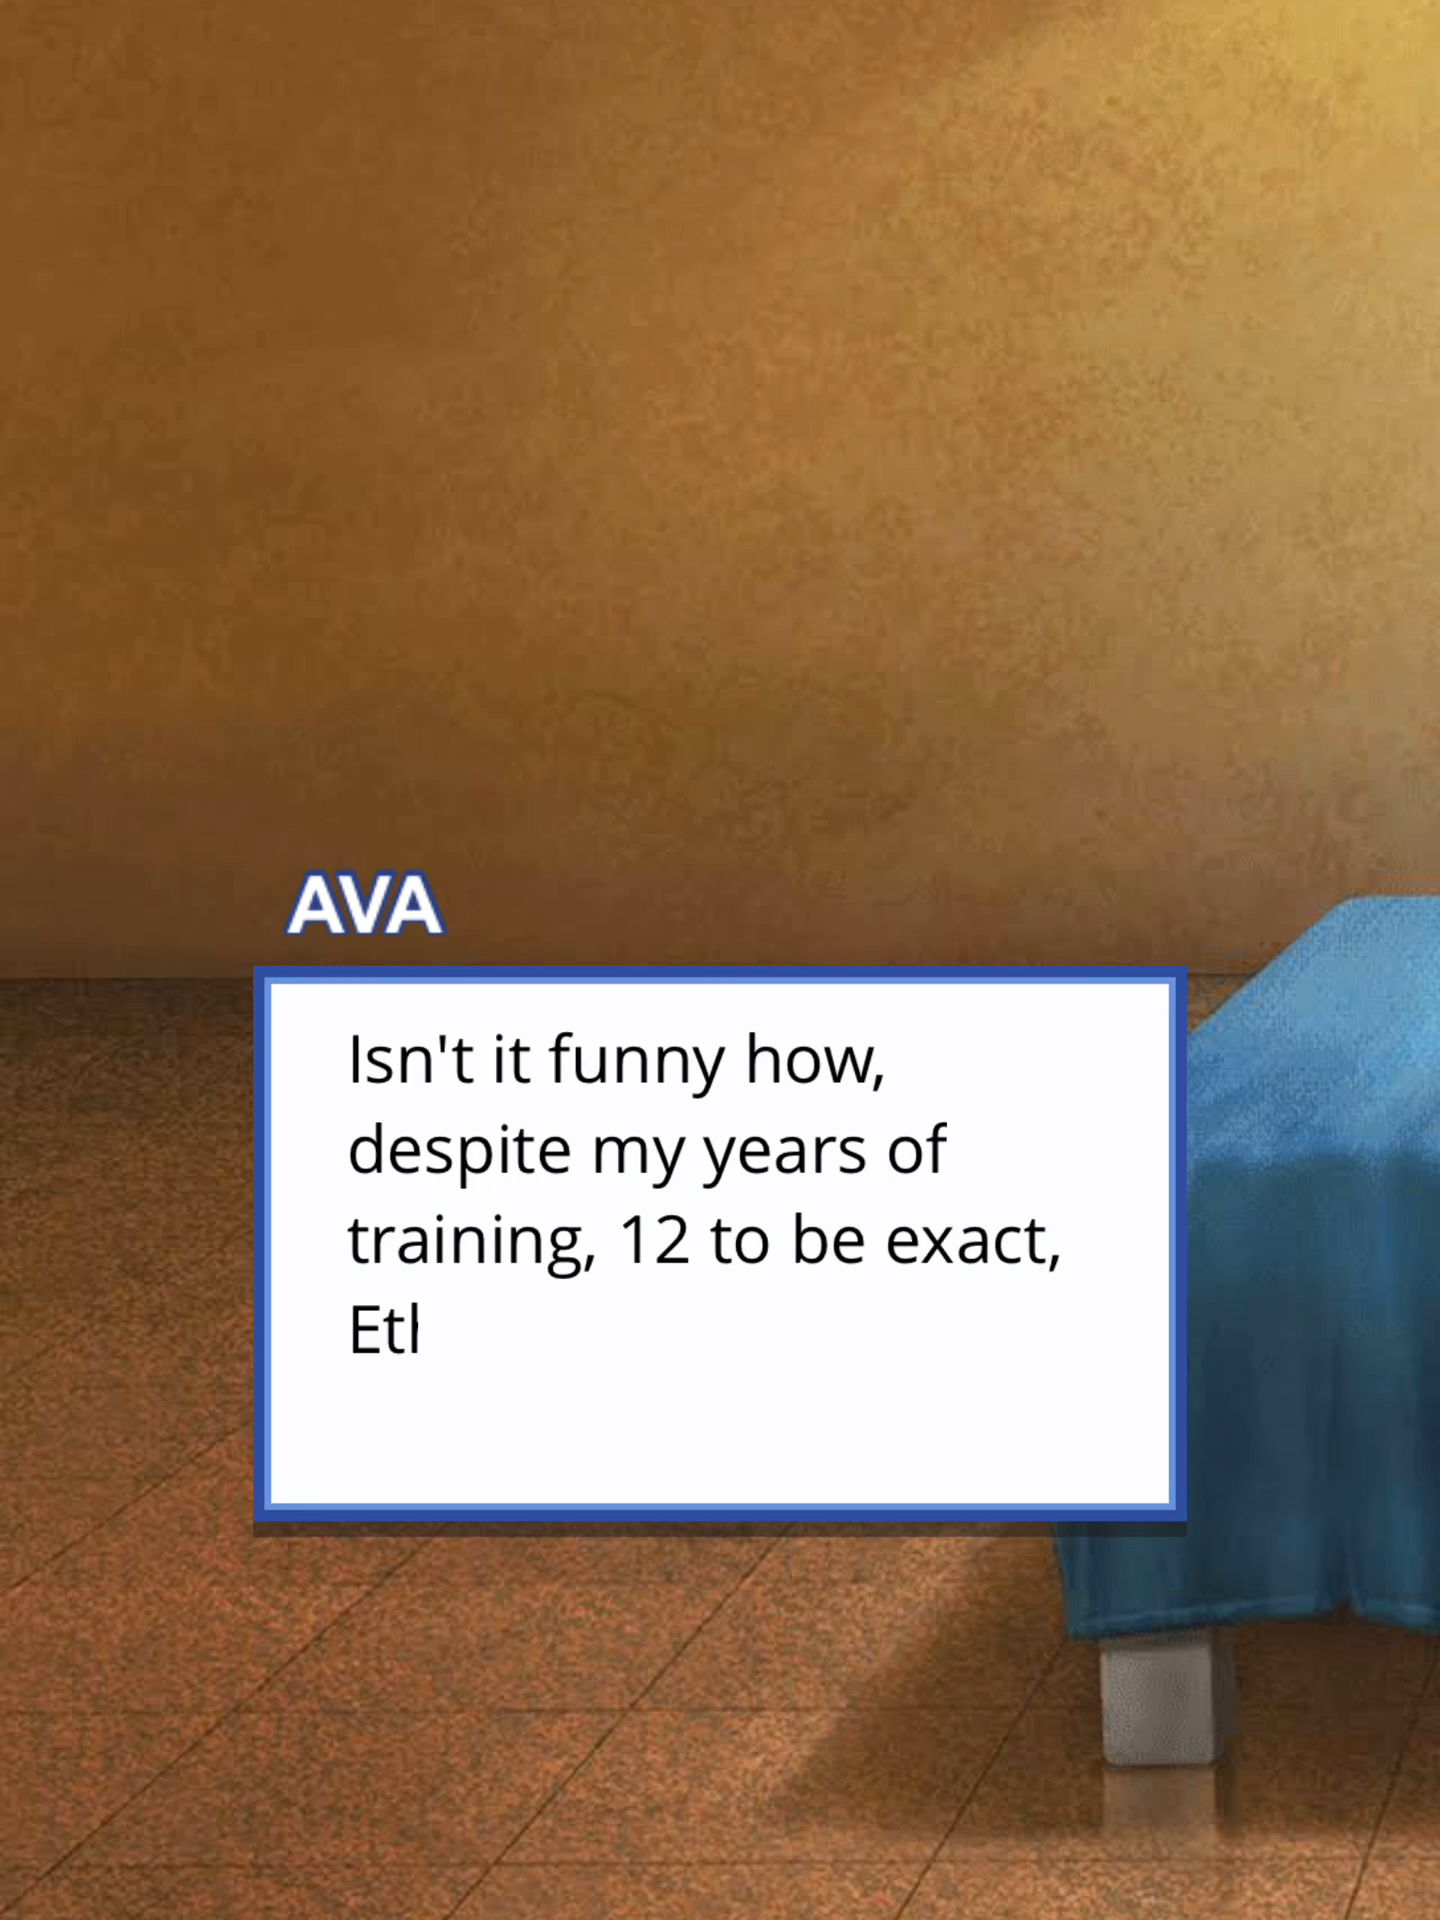 AVA
Isn't it funny how,
despite my years of
training, 12 to be exact,